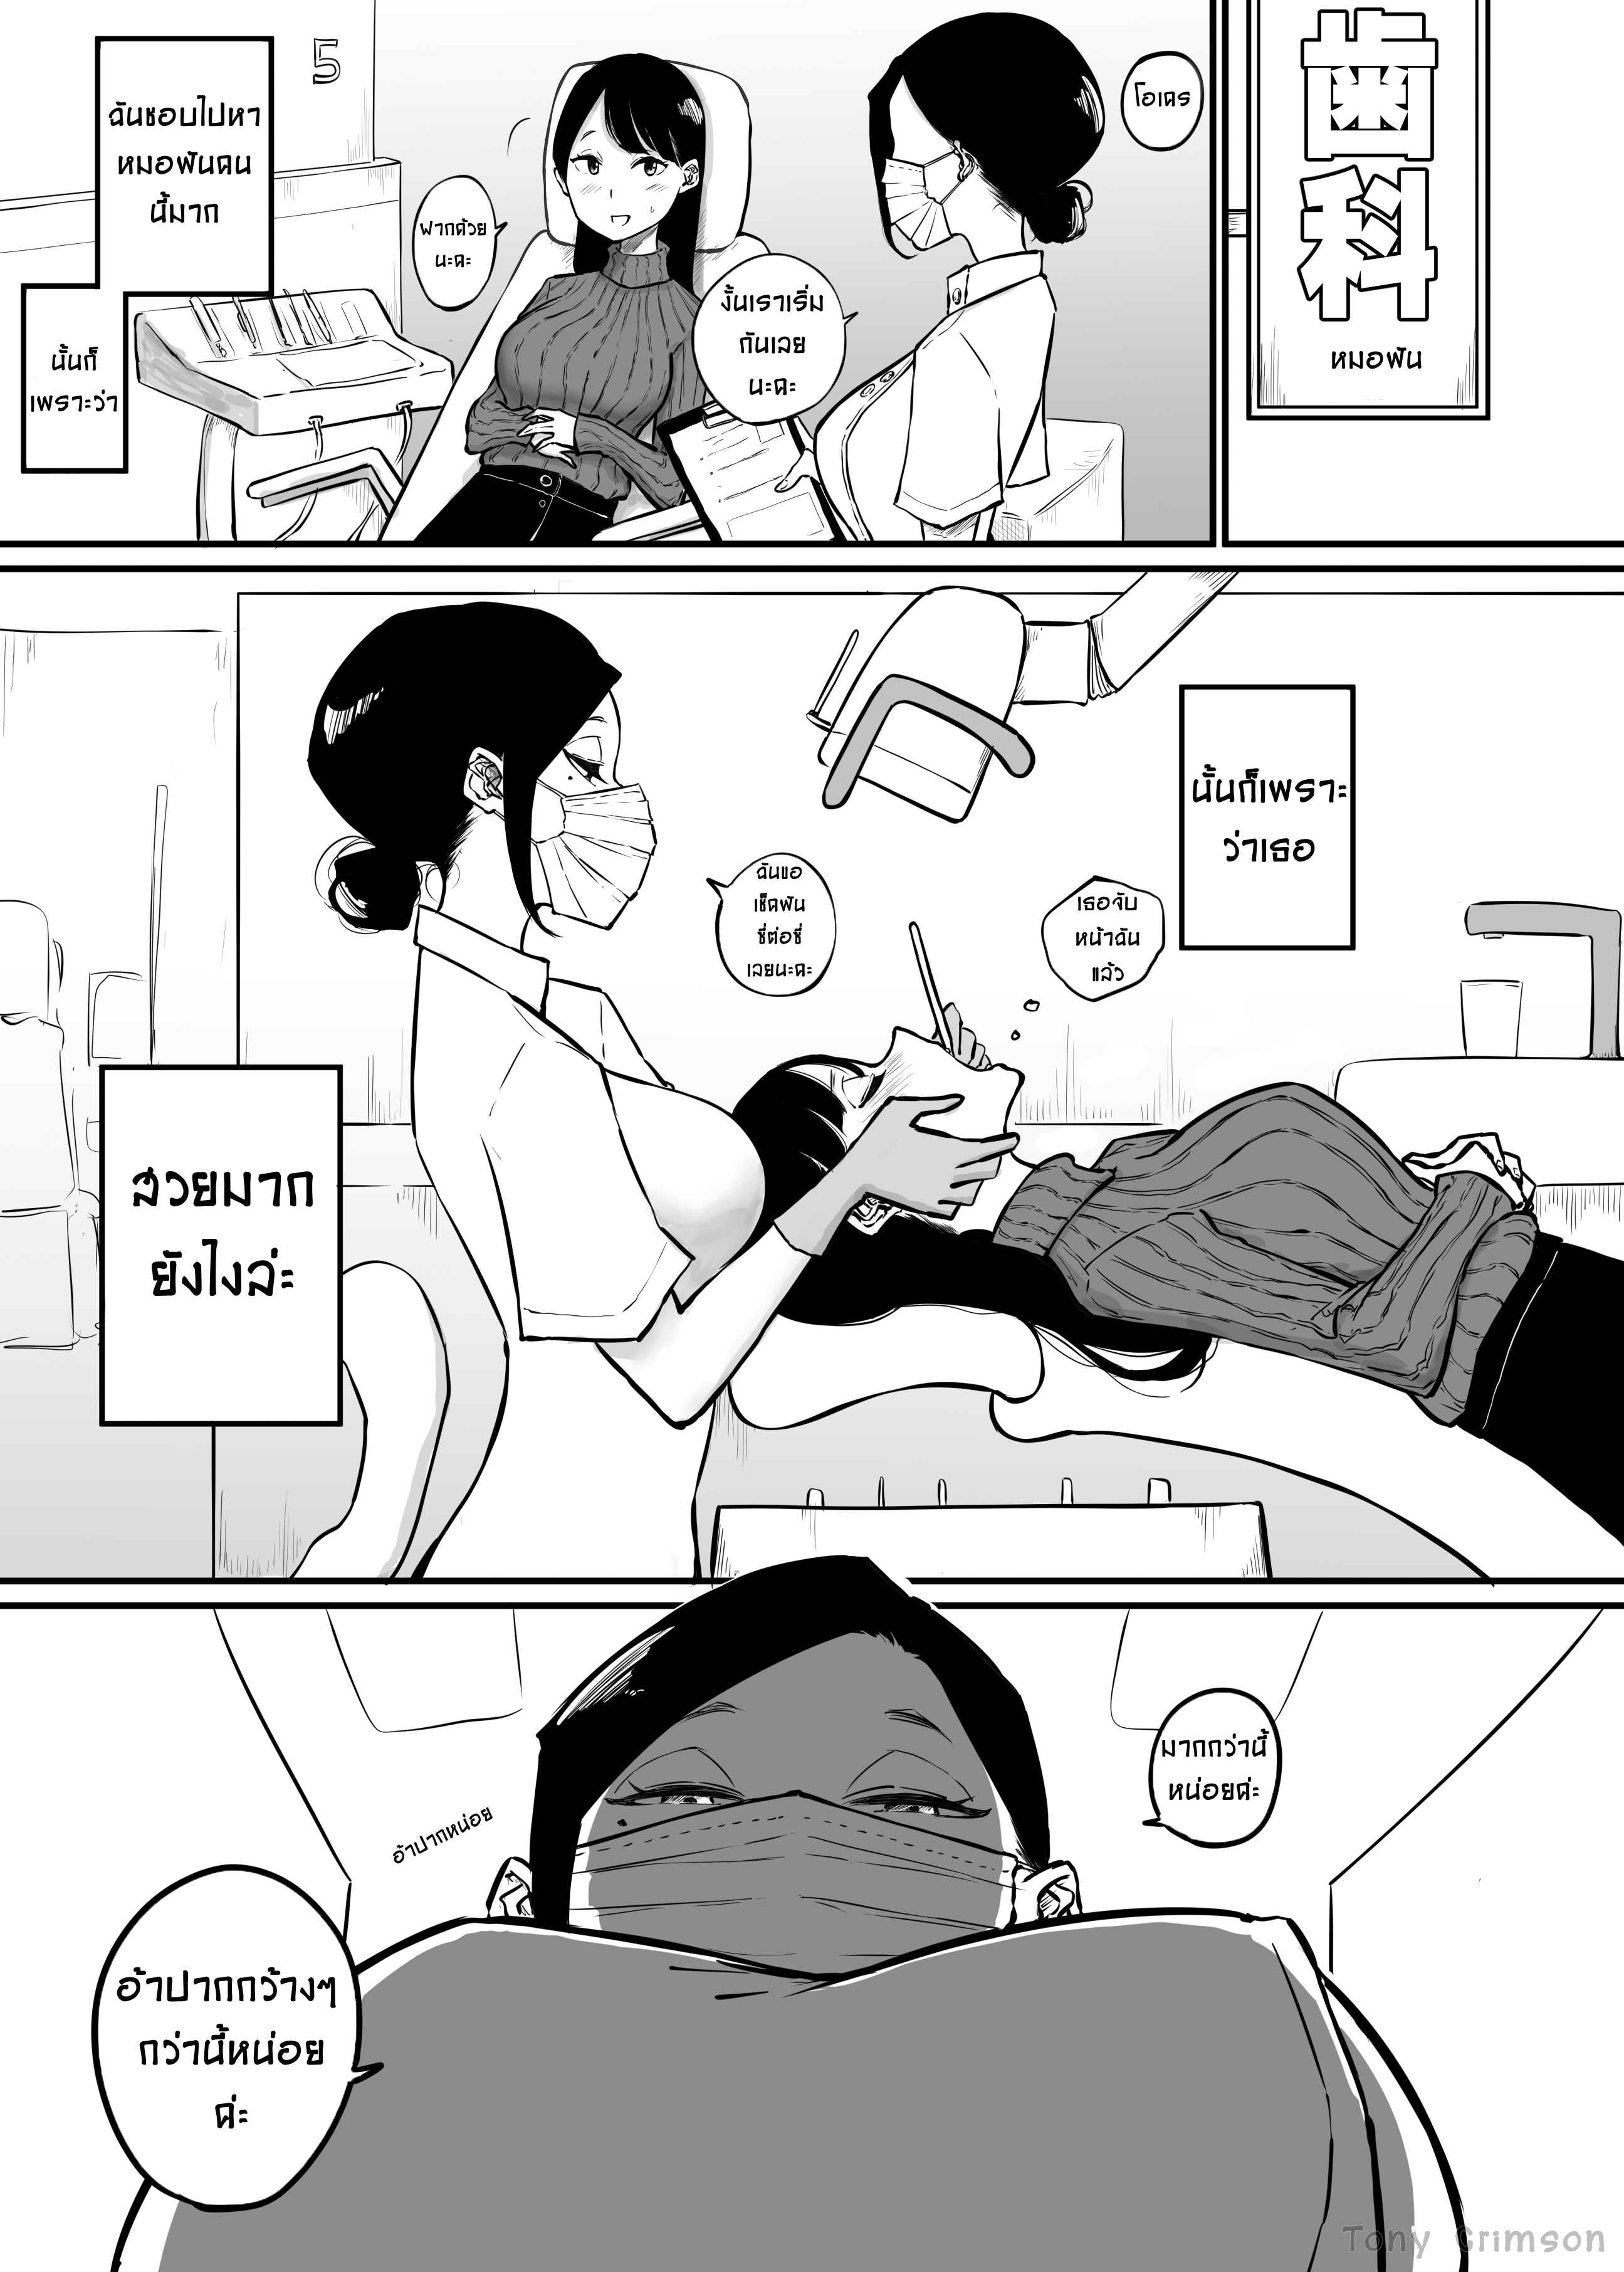 歯科
หมอฟัน
โอเคร
งั้นเราเริ่ม
กันเลย
นะคะ
ฝากด้วย
นะคะ
5
ฉันชอบไปหา
หมอฟันคน
นี้มาก
นั้นก็
เพราะว่า
นั้นก็เพราะ
ว่าเธอ
เธอจับ
หน้าฉัน
แล้ว
ฉันขอ
เช็คฟัน
ซี่ต่อซี่
เลยนะคะ
สวยมาก
ยังไงล่ะ
มากกว่านี้
หน่อยค่ะ
อ้าปากหน่อย
อ้าปากกว้างๆ
กว่านี้หน่อย
ค่ะ
Tony Crimson